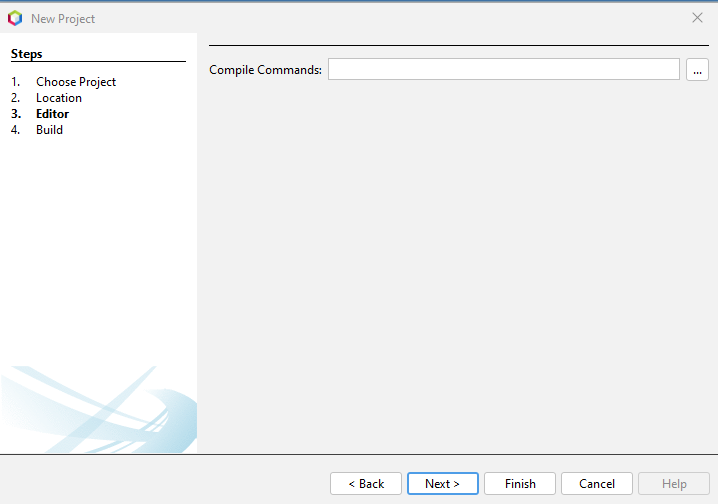 New Project
Steps
1. Choose Project
2. Location
3. Editor
4. Build
Compile Commands:
...
< Back
Next >
Finish
Cancel
Help